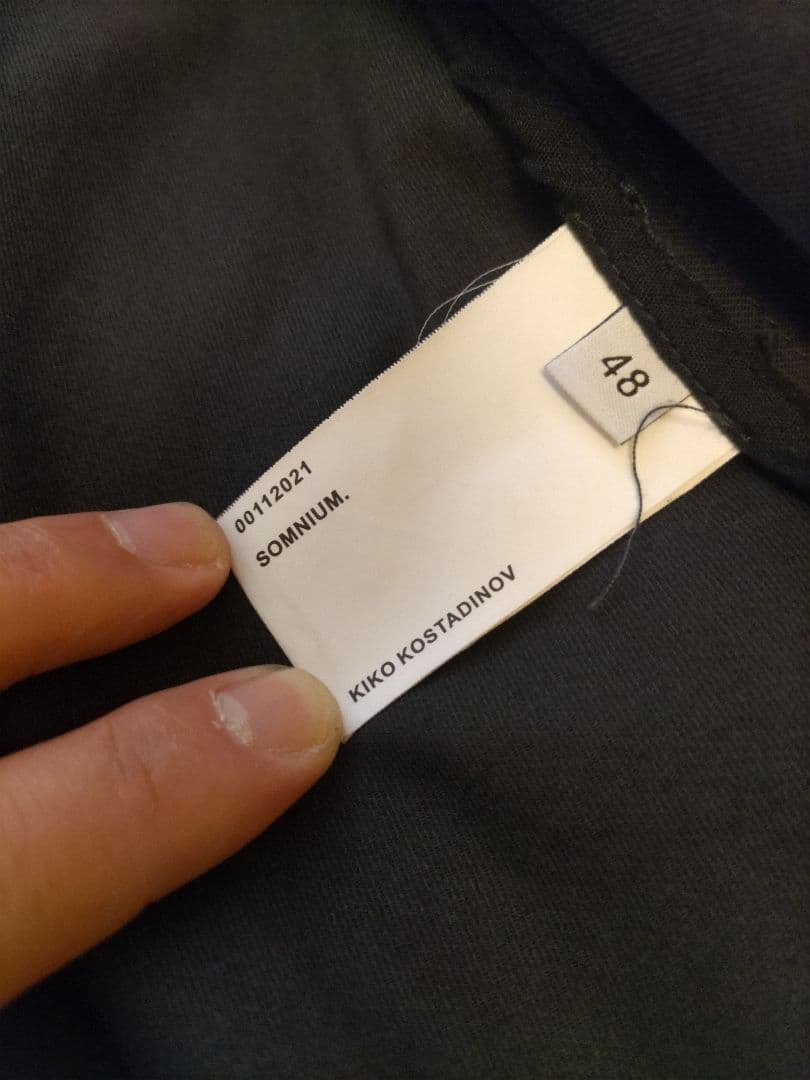 00112021
SOMNIUM.
KIKO KOSTADINOV
48